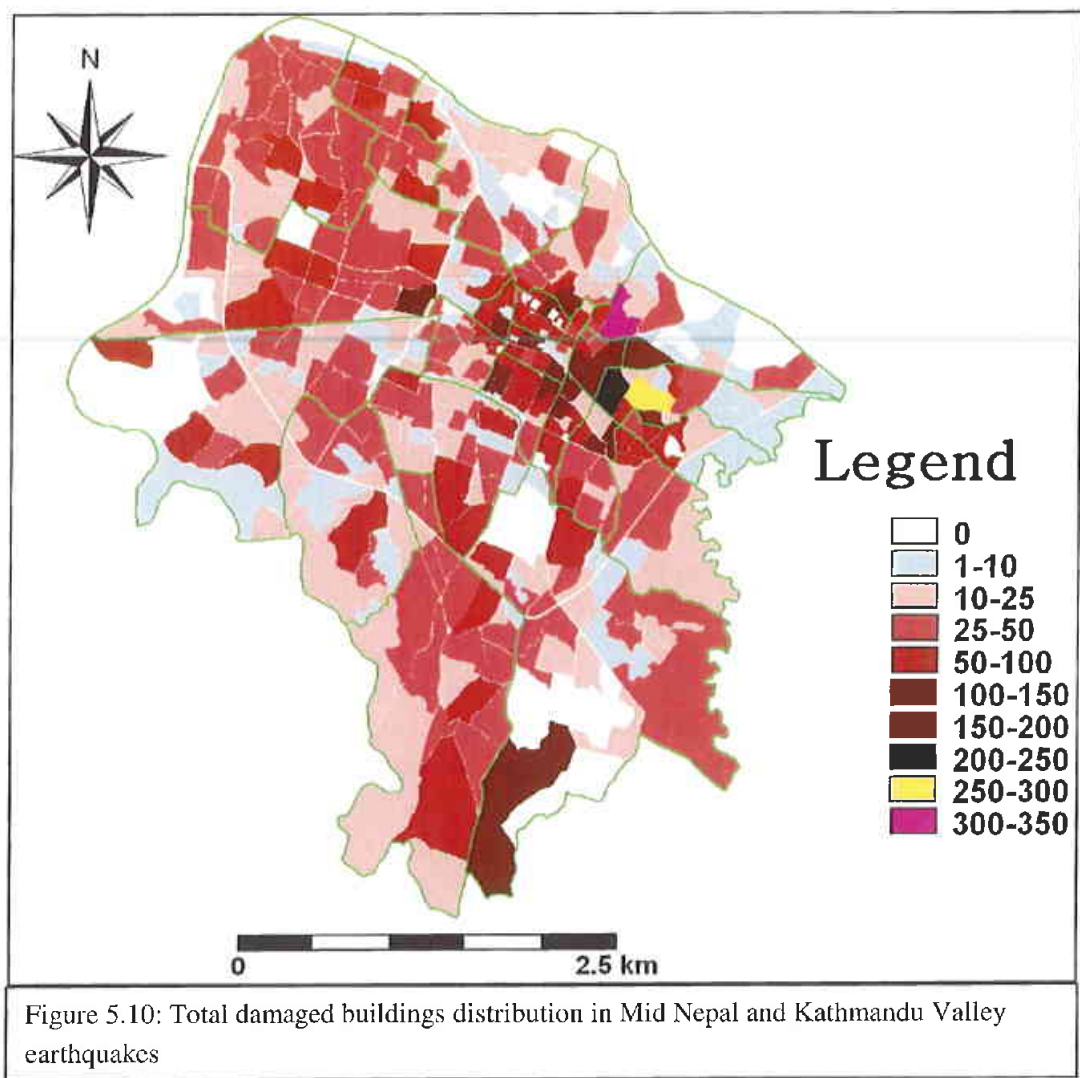 N
Legend
0
1-10
10-25
25-50
50-100
100-150
150-200
200-250
250-300
300-350
0 2.5 km
Figure 5.10: Total damaged buildings distribution in Mid Nepal and Kathmandu Valley
earthquakes